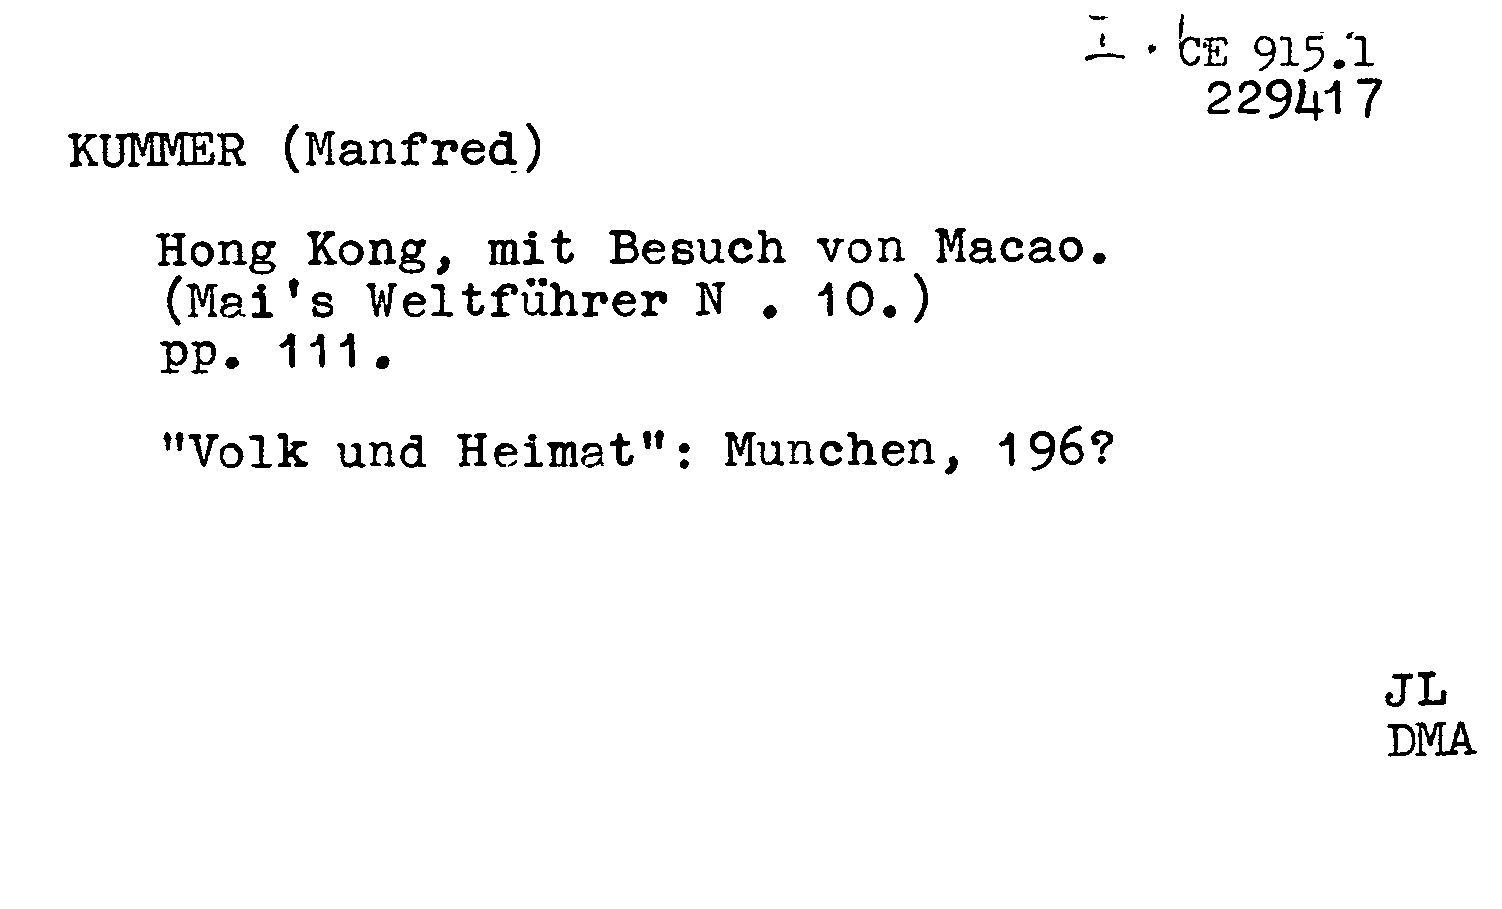 I. CE 915.1
229417
KUMMER (Manfred)
Hong Kong, mit Besuch von Macao.
(Mai's Weltführer N . 10.)
pp. 111.
"Volk und Heimat": Munchen, 196?
JL
DMA